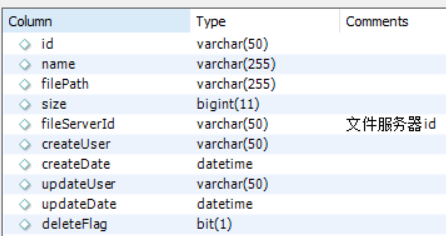 Column Type Comments
id varchar(50)
name varchar(255)
filePath varchar(255)
size bigint(11)
fileServerId varchar(50) 文件服务器id
createUser varchar(50)
createDate datetime
updateUser varchar(50)
updateDate datetime
deleteFlag bit(1)